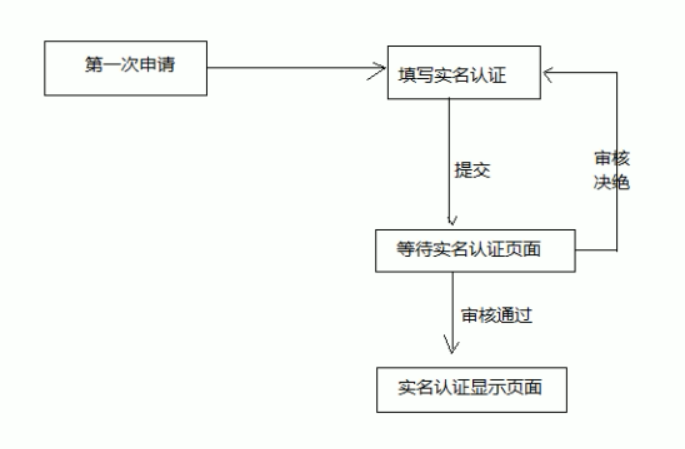 第一次申请
填写实名认证
提交
审核
决绝
等待实名认证页面
审核通过
实名认证显示页面